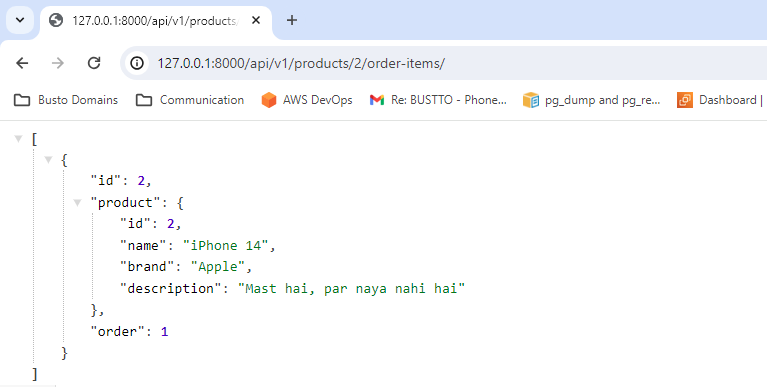 127.0.0.1:8000/api/v1/products
127.0.0.1:8000/api/v1/products/2/order-items/
Busto Domains Communication AWS DevOps Re: BUSTTO - Phone... pg_dump and pg_re... Dashboard |
[
{
"id": 2,
"product": {
"id": 2,
"name": "iPhone 14",
"brand": "Apple",
"description": "Mast hai, par naya nahi hai"
},
"order": 1
}
]